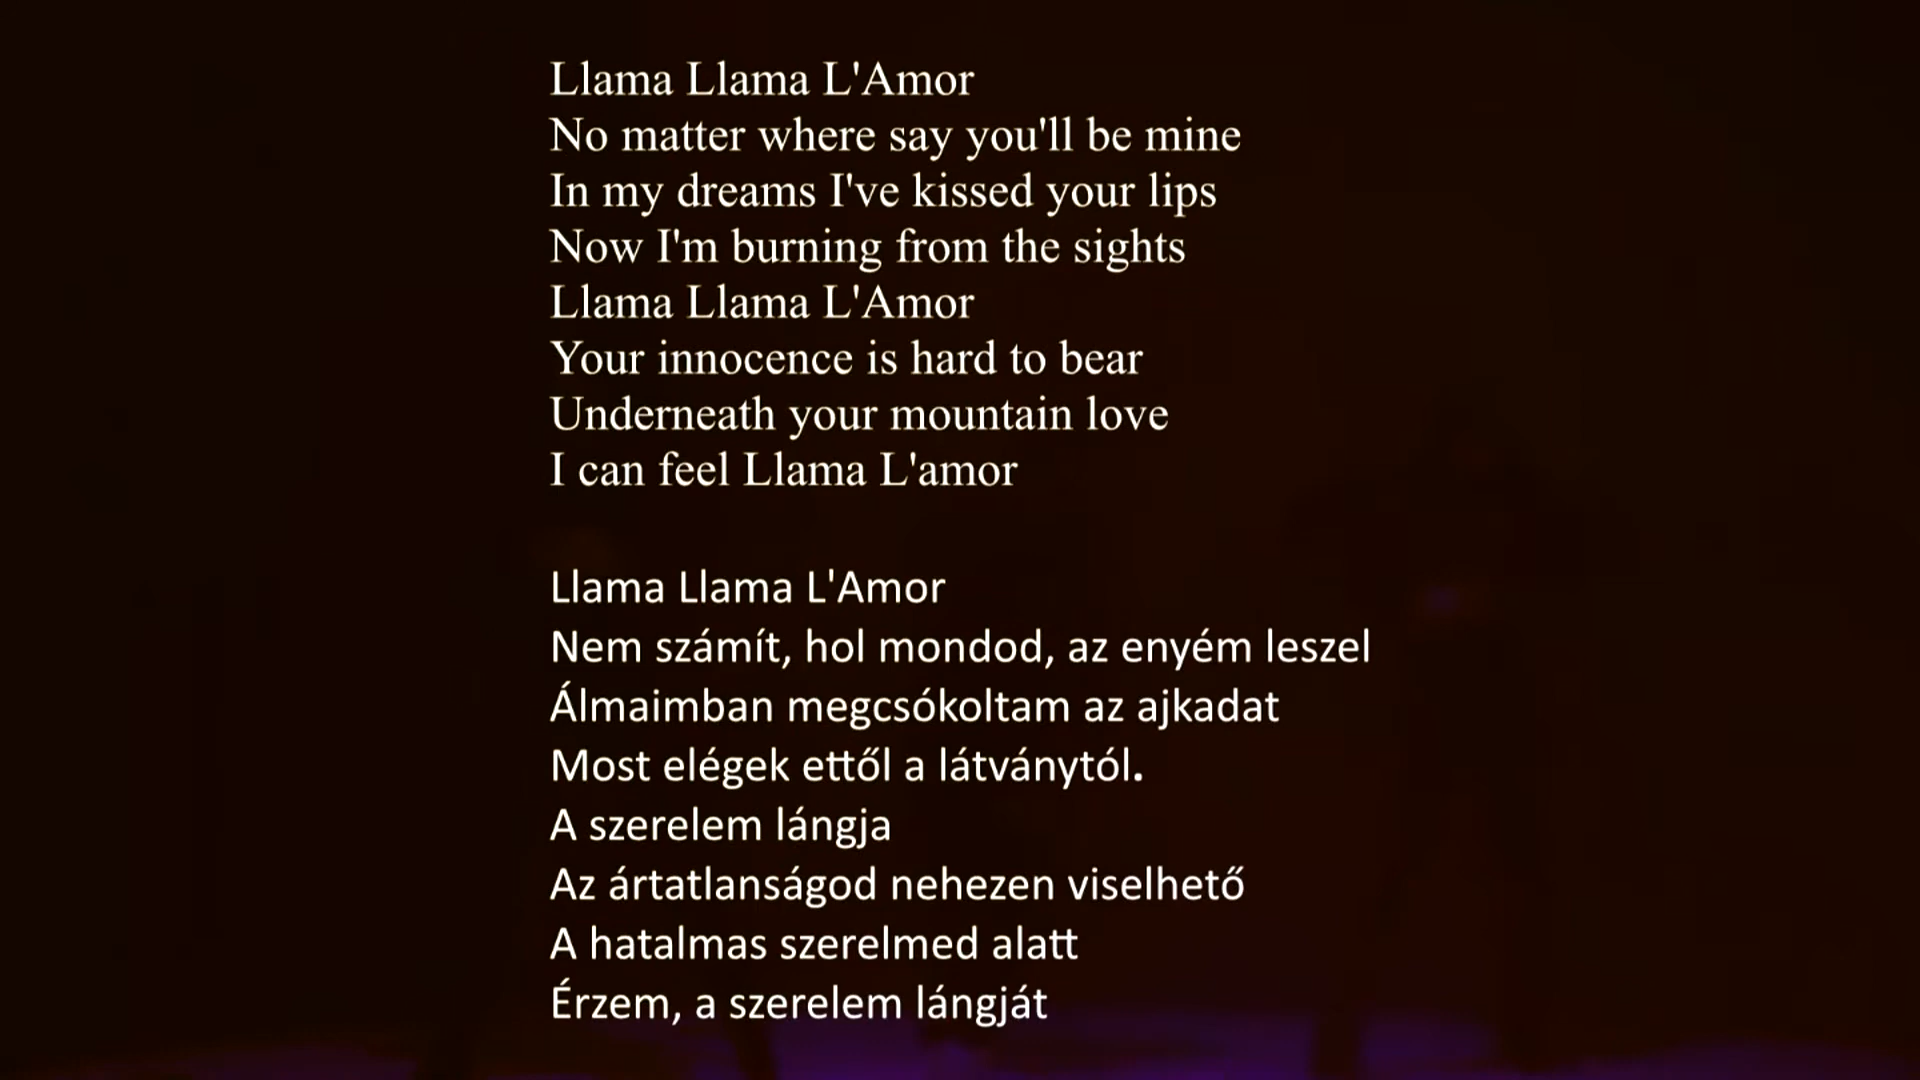 Llama Llama L'Amor
No matter where say you'll be mine
In my dreams I've kissed your lips
Now I'm burning from the sights
Llama Llama L'Amor
Your innocence is hard to bear
Underneath your mountain love
I can feel Llama L'amor
Llama Llama L'Amor
Nem számít, hol mondod, az enyém leszel
Álmaimban megcsókoltam az ajkadat
Most elégek ettől a látványtól.
A szerelem lángja
Az ártatlanságod nehezen viselhető
A hatalmas szerelmed alatt
Érzem, a szerelem lángját